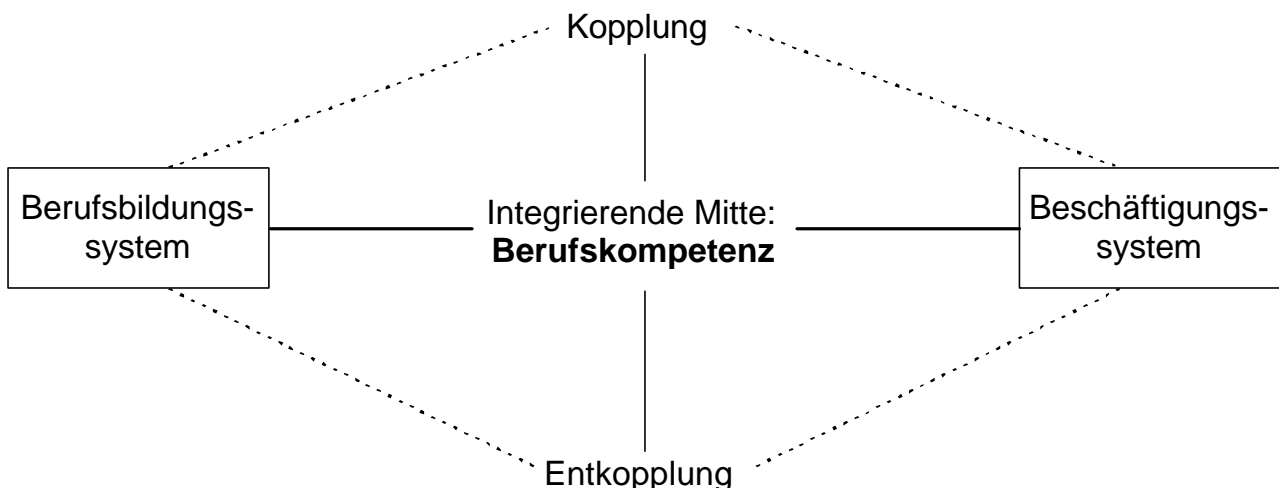 Kopplung
Berufsbildungs-
system
Integrierende Mitte:
Berufskompetenz
Beschäftigungs-
system
Entkopplung